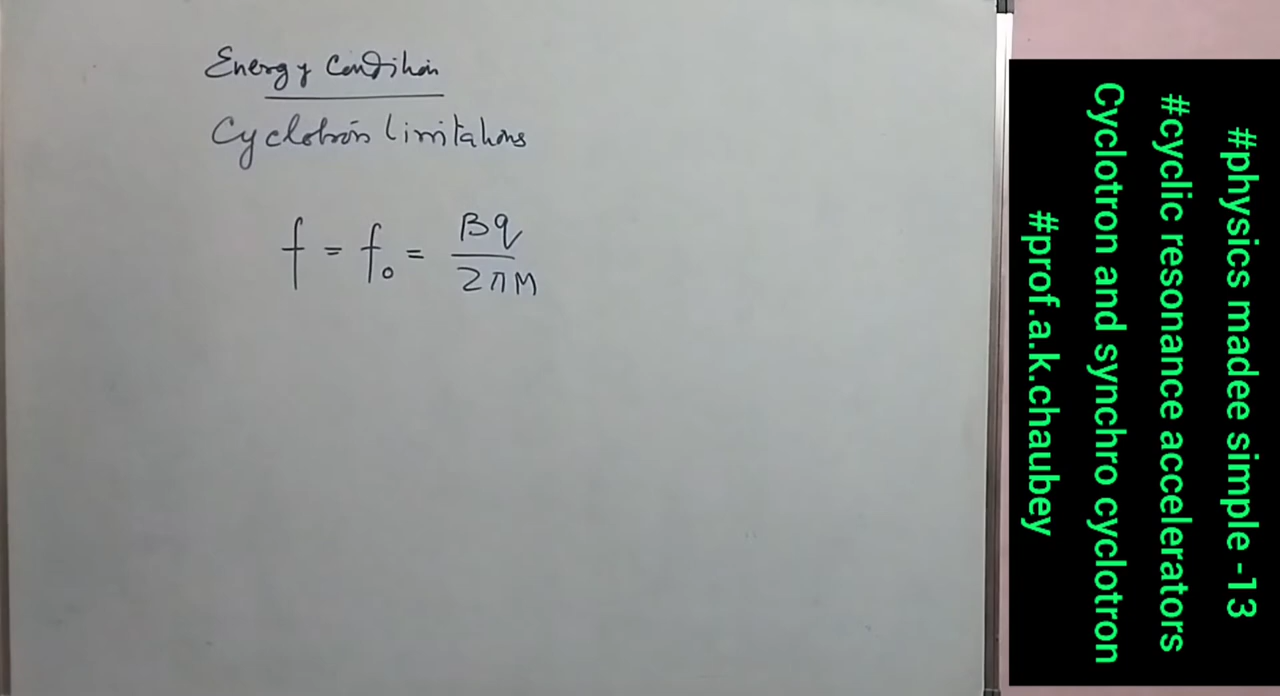 Energy Condition
Cyclotron limitations
f = f₀ = Bq / 2πM
#physics madee simple -13
#cyclic resonance accelerators
Cyclotron and synchro cyclotron
#prof.a.k.chaubey